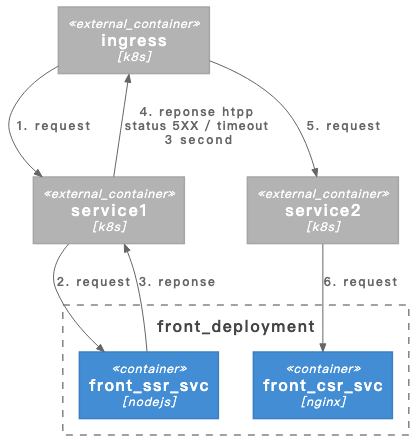 «external_container»
ingress
[k8s]
1. request
4. reponse htpp
status 5XX / timeout
3 second
5. request
«external_container»
service1
[k8s]
«external_container»
service2
[k8s]
2. request
3. reponse
6. request
front_deployment
«container»
front_ssr_svc
[nodejs]
«container»
front_csr_svc
[nginx]